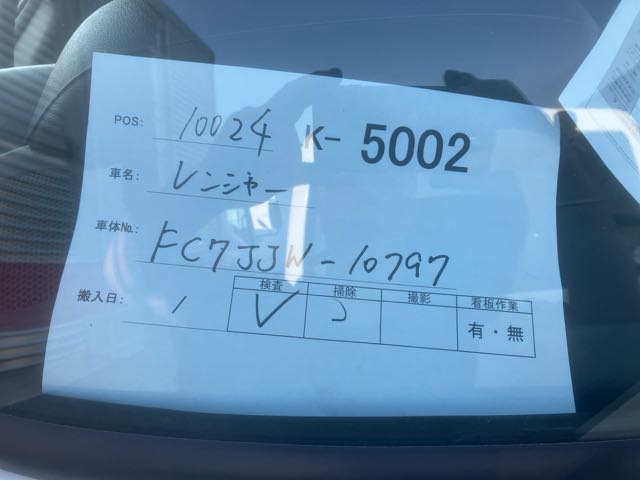 POS: 10024 K- 5002
車名: レンジャー
車体No.: FC7JJW-10797
搬入日: / 検査 掃除 撮影 看板作業
有・無